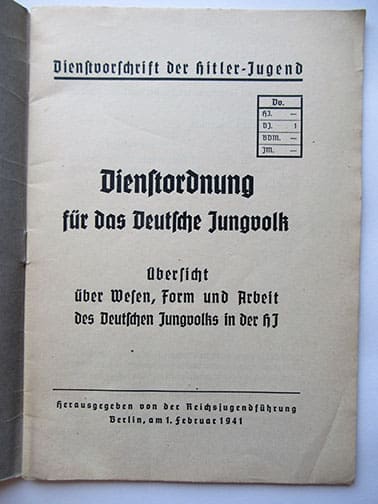 Dienstvorschrift der Hitler-Jugend
Dv.
HJ. —
DJ. 1
BDM. —
JM. —
Dienstordnung
für das Deutsche Jungvolk
Übersicht
über Wesen, Form und Arbeit
des Deutschen Jungvolks in der HJ
Herausgegeben von der Reichsjugendführung
Berlin, am 1. Februar 1941